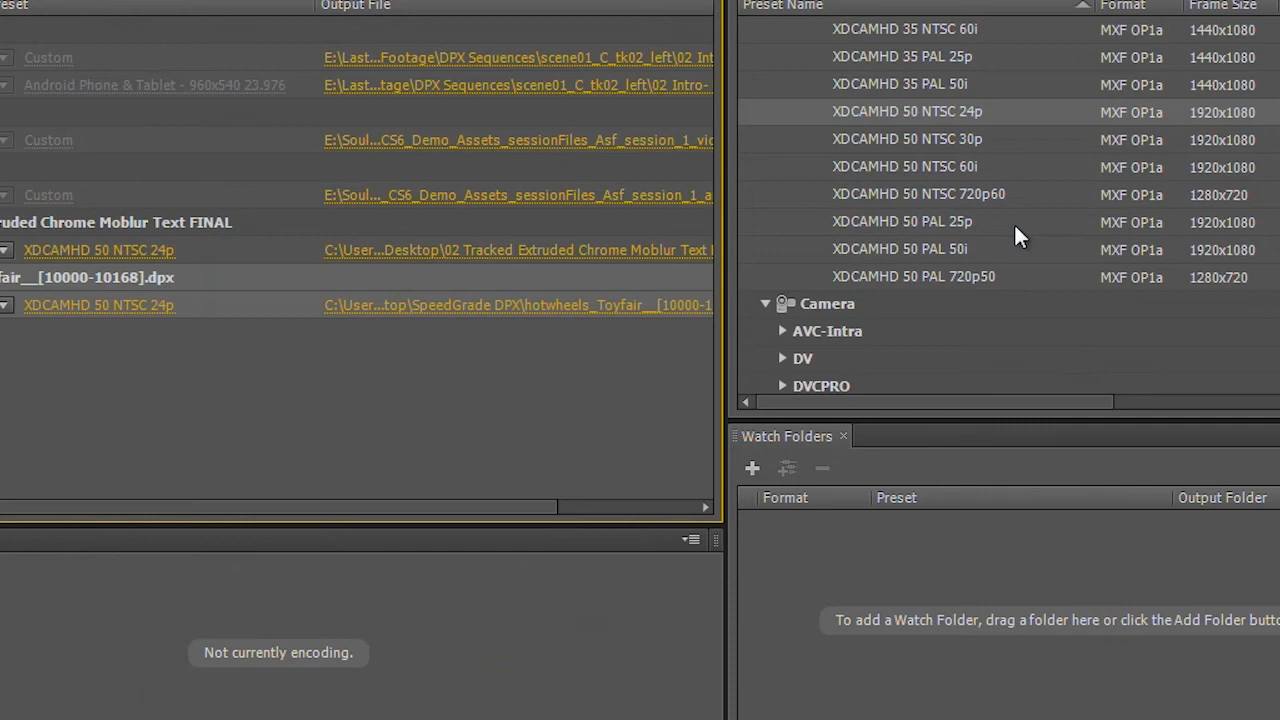 reset
Output File
Custom
E:\Last...Footage\DPX Sequences\scene01_C_tk02_left\02 Int
Android Phone & Tablet - 960x540 23.976
E:\Last...tage\DPX Sequences\scene01_C_tk02_left\02 Intro-
Custom
E:\Soul...CS6_Demo_Assets_sessionFiles_Asf_session_1_vic
Custom
E:\Soul..._CS6_Demo_Assets_sessionFiles_Asf_session_1_a
ruded Chrome Moblur Text FINAL
XDCAMHD 50 NTSC 24p
C:\User...Desktop\02 Tracked Extruded Chrome Moblur Text I
fair__[10000-10168].dpx
XDCAMHD 50 NTSC 24p
C:\User...top\SpeedGrade DPX\hotwheels_Toyfair__[10000-1
Not currently encoding.
Preset Name
Format
Frame Size
XDCAMHD 35 NTSC 60i
MXF OP1a
1440x1080
XDCAMHD 35 PAL 25p
MXF OP1a
1440x1080
XDCAMHD 35 PAL 50i
MXF OP1a
1440x1080
XDCAMHD 50 NTSC 24p
MXF OP1a
1920x1080
XDCAMHD 50 NTSC 30p
MXF OP1a
1920x1080
XDCAMHD 50 NTSC 60i
MXF OP1a
1920x1080
XDCAMHD 50 NTSC 720p60
MXF OP1a
1280x720
XDCAMHD 50 PAL 25p
MXF OP1a
1920x1080
XDCAMHD 50 PAL 50i
MXF OP1a
1920x1080
XDCAMHD 50 PAL 720p50
MXF OP1a
1280x720
Camera
AVC-Intra
DV
DVCPRO
Watch Folders
Format
Preset
Output Folder
To add a Watch Folder, drag a folder here or click the Add Folder butto